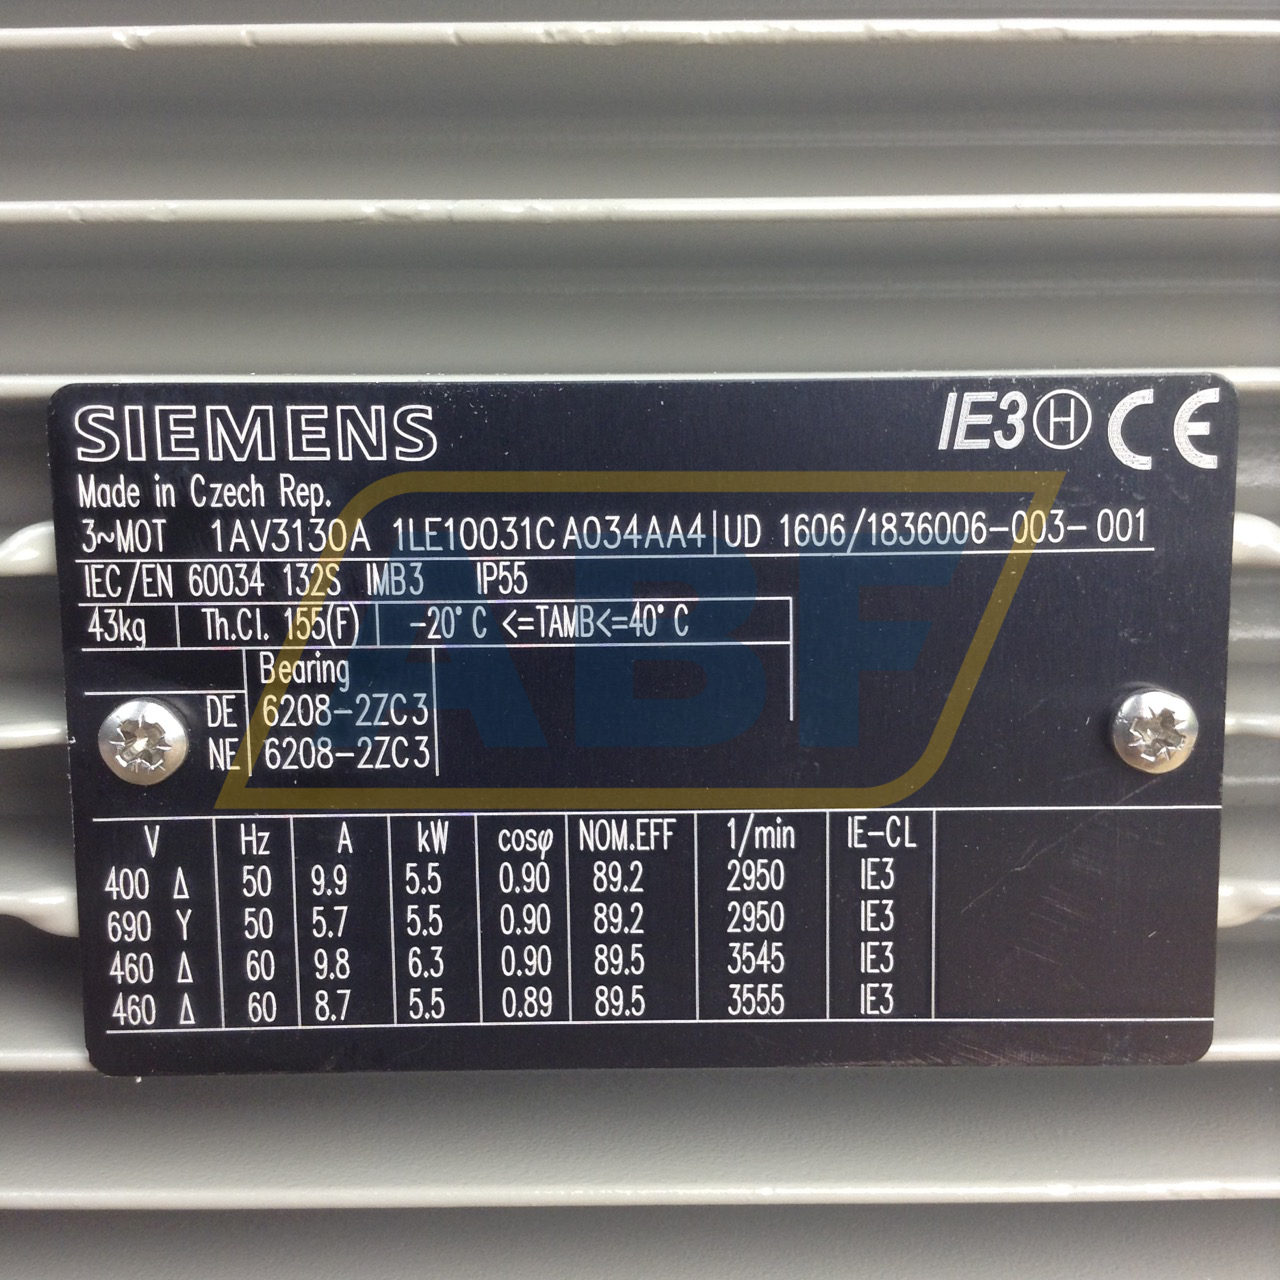 SIEMENS
IE3 H CE
Made in Czech Rep.
3~MOT 1AV3130A 1LE10031CA034AA4 UD 1606/1836006-003-001
IEC/EN 60034 132S IMB3 IP55
43kg Th.Cl. 155(F) -20°C <=TAMB<=40°C
Bearing
DE 6208-2ZC3
NE 6208-2ZC3
V Hz A kW cosφ NOM.EFF 1/min IE-CL
400 Δ 50 9.9 5.5 0.90 89.2 2950 IE3
690 Y 50 5.7 5.5 0.90 89.2 2950 IE3
460 Δ 60 9.8 6.3 0.90 89.5 3545 IE3
460 Δ 60 8.7 5.5 0.89 89.5 3555 IE3
ABF